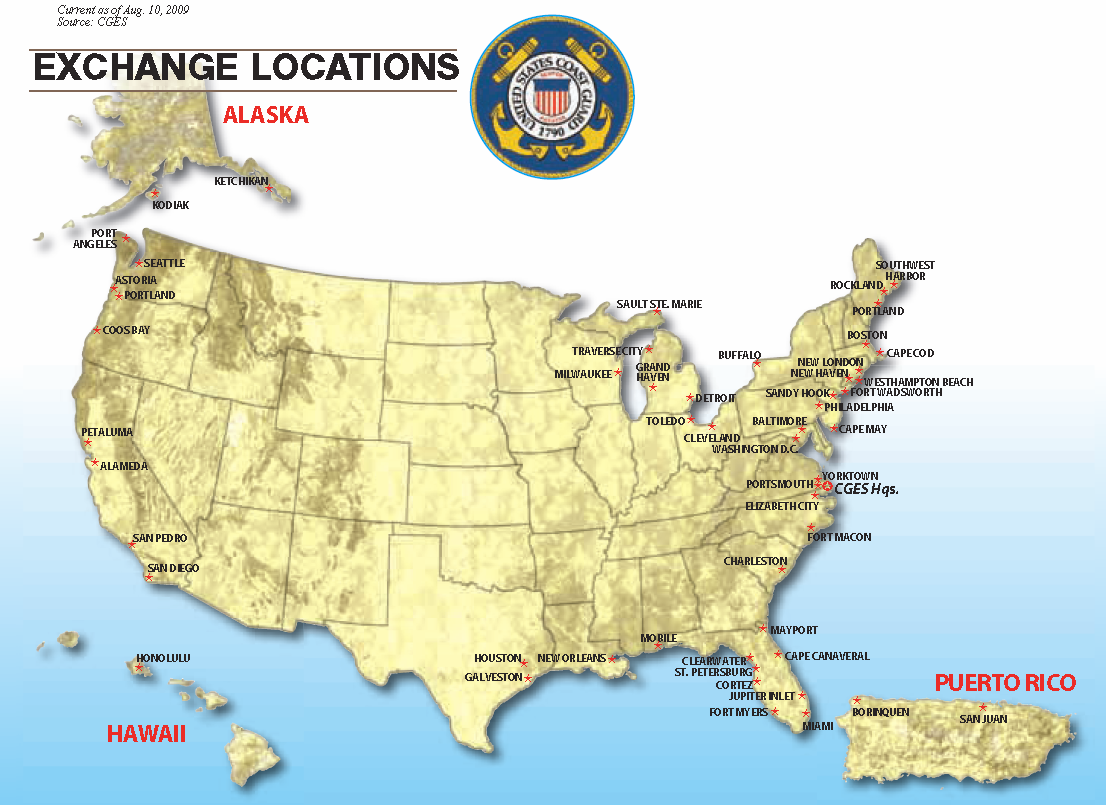 Current as of Aug. 10, 2009
Source: CGES
EXCHANGE LOCATIONS
UNITED STATES COAST GUARD
1790
ALASKA
KETCHIKAN
KODIAK
PORT
ANGELES
SEATTLE
ASTORIA
PORTLAND
COOS BAY
PETALUMA
ALAMEDA
SAN PEDRO
SAN DIEGO
HONOLULU
HAWAII
SAULT STE. MARIE
TRAVERSE CITY
MILWAUKEE
GRAND
HAVEN
DETROIT
TOLEDO
CLEVELAND
BUFFALO
SOUTHWEST
HARBOR
ROCKLAND
PORTLAND
BOSTON
CAPE COD
NEW LONDON
NEW HAVEN
WESTHAMPTON BEACH
SANDY HOOK
FORT WADSWORTH
PHILADELPHIA
BALTIMORE
CAPE MAY
WASHINGTON D.C.
YORKTOWN
PORTSMOUTH
CGES Hqs.
ELIZABETH CITY
FORT MACON
CHARLESTON
MAYPORT
MOBILE
HOUSTON
NEW ORLEANS
GALVESTON
CLEARWATER
CAPE CANAVERAL
ST. PETERSBURG
CORTEZ
JUPITER INLET
FORT MYERS
MIAMI
PUERTO RICO
BORINQUEN
SAN JUAN